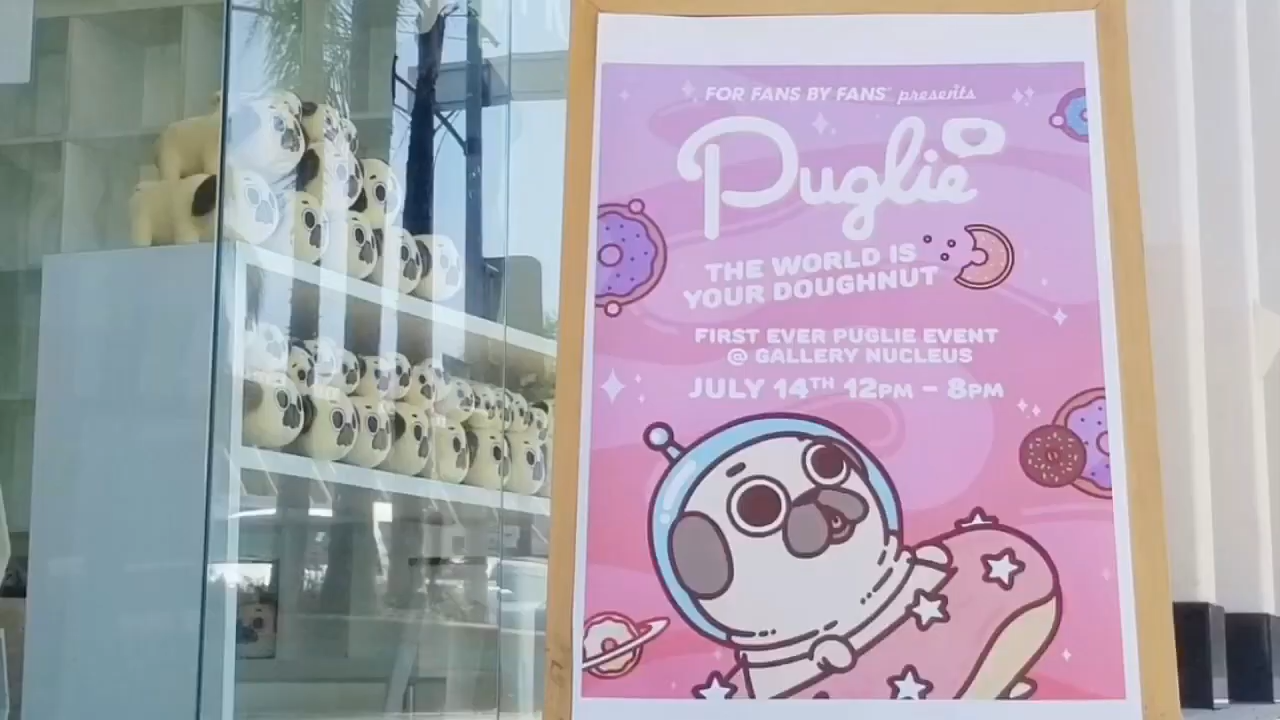 FOR FANS BY FANS presents
Puglie
THE WORLD IS
YOUR DOUGHNUT
FIRST EVER PUGLIE EVENT
@ GALLERY NUCLEUS
JULY 14TH 12PM - 8PM